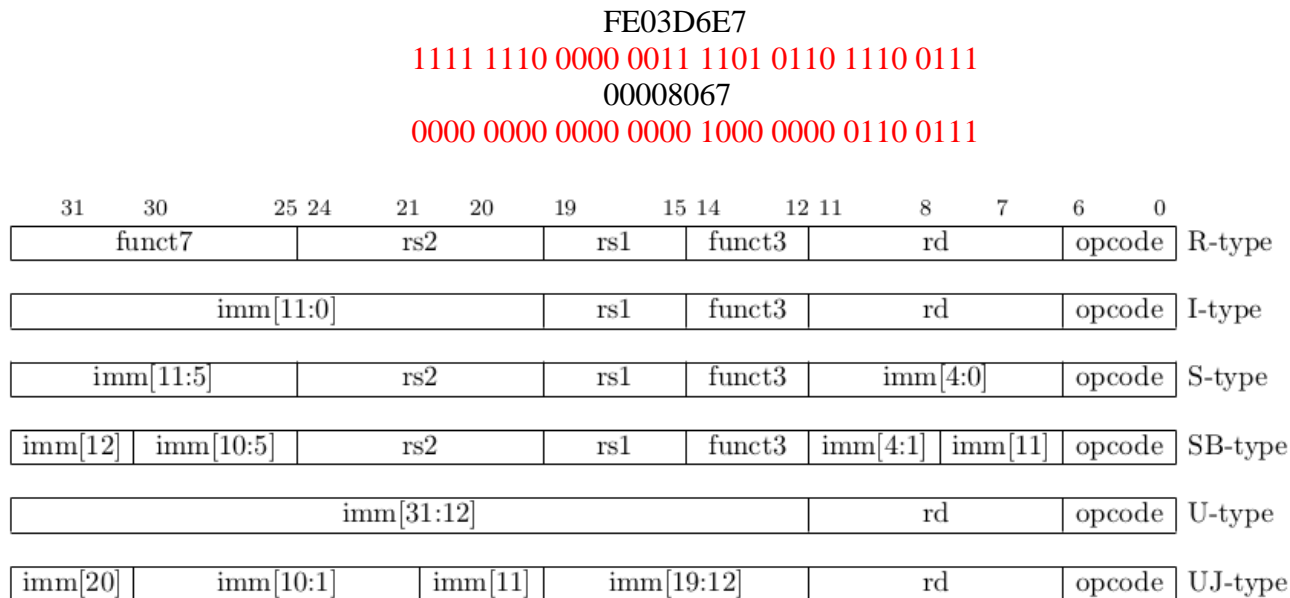 FE03D6E7
1111 1110 0000 0011 1101 0110 1110 0111
00008067
0000 0000 0000 0000 1000 0000 0110 0111
31 30 25 24 21 20 19 15 14 12 11 8 7 6 0
funct7 rs2 rs1 funct3 rd opcode R-type
imm[11:0] rs1 funct3 rd opcode I-type
imm[11:5] rs2 rs1 funct3 imm[4:0] opcode S-type
imm[12] imm[10:5] rs2 rs1 funct3 imm[4:1] imm[11] opcode SB-type
imm[31:12] rd opcode U-type
imm[20] imm[10:1] imm[11] imm[19:12] rd opcode UJ-type